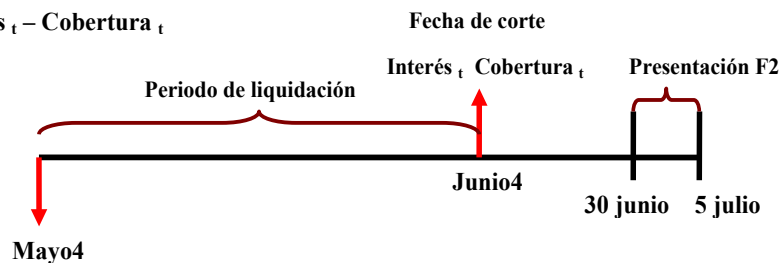 s t – Cobertura t
Fecha de corte
Interés t Cobertura t
Presentación F2
Periodo de liquidación
Junio4
30 junio
5 julio
Mayo4